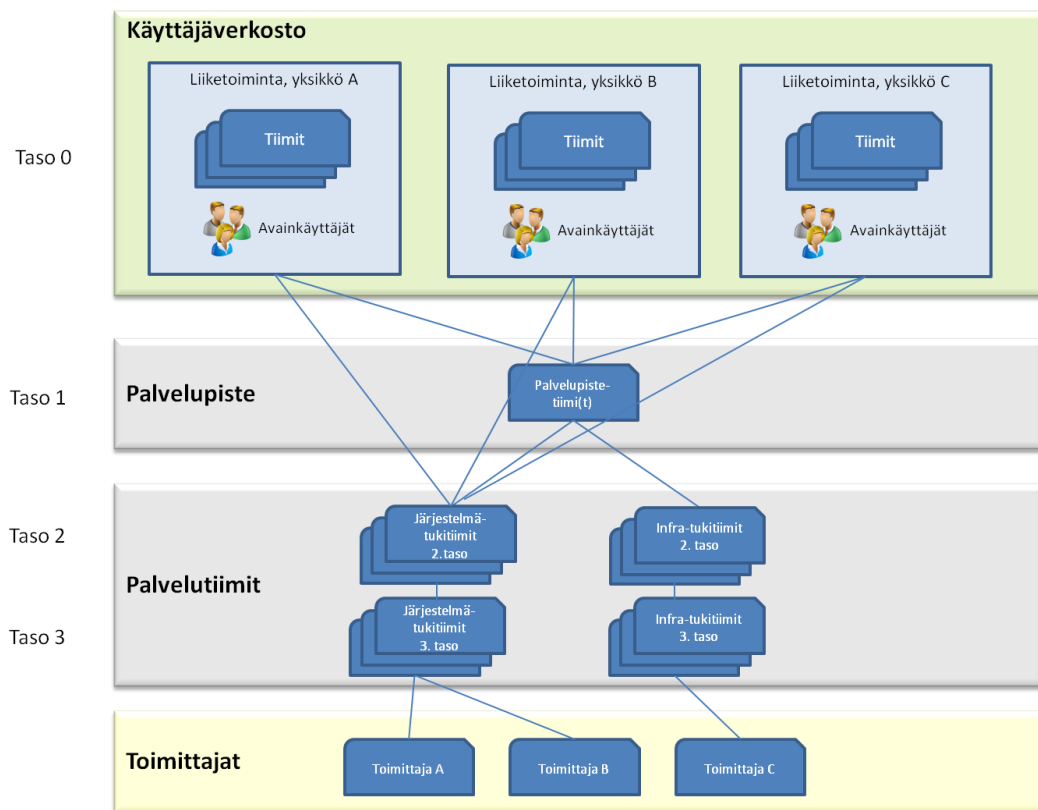 Käyttäjäverkosto
Liiketoiminta, yksikkö A
Liiketoiminta, yksikkö B
Liiketoiminta, yksikkö C
Tiimit
Tiimit
Tiimit
Taso 0
Avainkäyttäjät
Avainkäyttäjät
Avainkäyttäjät
Taso 1
Palvelupiste
Palvelupiste-
tiimi(t)
Taso 2
Järjestelmä-
tukitiimit
2.taso
Infra-tukitiimit
2. taso
Palvelutiimit
Taso 3
Järjestelmä-
tukitiimit
3. taso
Infra-tukitiimit
3. taso
Toimittajat
Toimittaja A
Toimittaja B
Toimittaja C